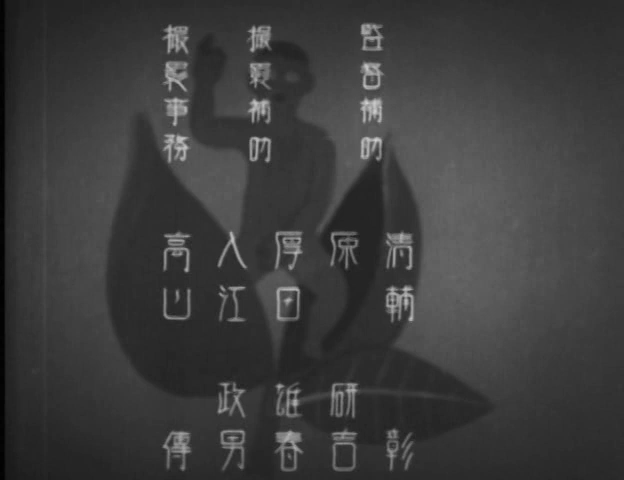 監督補助
清輔彰
原研吉
撮影補助
厚田雄春
入江政男
撮影事務
高山傳